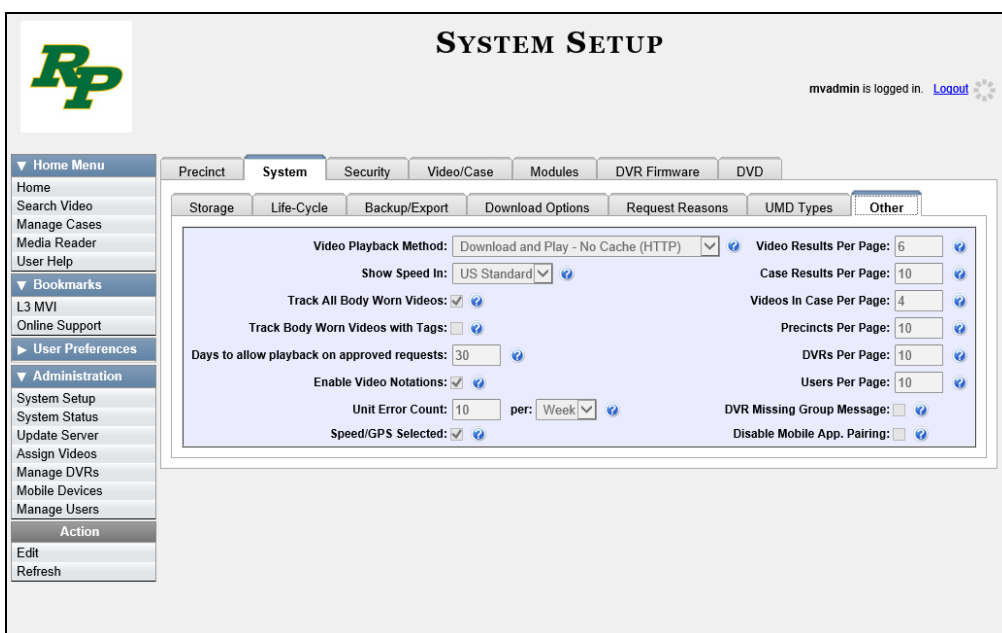 SYSTEM SETUP
RP
mvadmin is logged in. Logout
▼ Home Menu
Home
Search Video
Manage Cases
Media Reader
User Help
▼ Bookmarks
L3 MVI
Online Support
► User Preferences
▼ Administration
System Setup
System Status
Update Server
Assign Videos
Manage DVRs
Mobile Devices
Manage Users
Action
Edit
Refresh
Precinct System Security Video/Case Modules DVR Firmware DVD
Storage Life-Cycle Backup/Export Download Options Request Reasons UMD Types Other
Video Playback Method: Download and Play - No Cache (HTTP) Video Results Per Page: 6
Show Speed In: US Standard Case Results Per Page: 10
Track All Body Worn Videos: Videos In Case Per Page: 4
Track Body Worn Videos with Tags: Precincts Per Page: 10
Days to allow playback on approved requests: 30 DVRs Per Page: 10
Enable Video Notations: Users Per Page: 10
Unit Error Count: 10 per: Week DVR Missing Group Message:
Speed/GPS Selected: Disable Mobile App. Pairing: